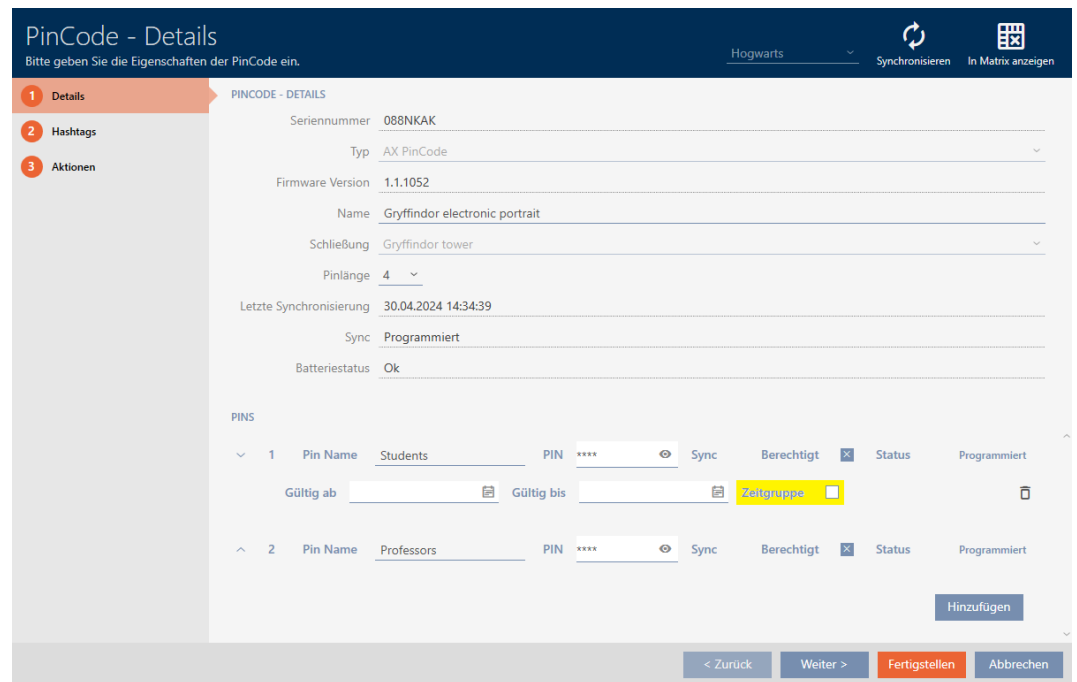 PinCode - Details
Bitte geben Sie die Eigenschaften der PinCode ein.
Hogwarts
Synchronisieren
In Matrix anzeigen
1 Details
2 Hashtags
3 Aktionen
PINCODE - DETAILS
Seriennummer 088NKAK
Typ AX PinCode
Firmware Version 1.1.1052
Name Gryffindor electronic portrait
Schließung Gryffindor tower
Pinlänge 4
Letzte Synchronisierung 30.04.2024 14:34:39
Sync Programmiert
Batteriestatus Ok
PINS
1 Pin Name Students PIN **** Sync Berechtigt Status Programmiert
Gültig ab Gültig bis Zeitgruppe
2 Pin Name Professors PIN **** Sync Berechtigt Status Programmiert
Hinzufügen
< Zurück Weiter > Fertigstellen Abbrechen